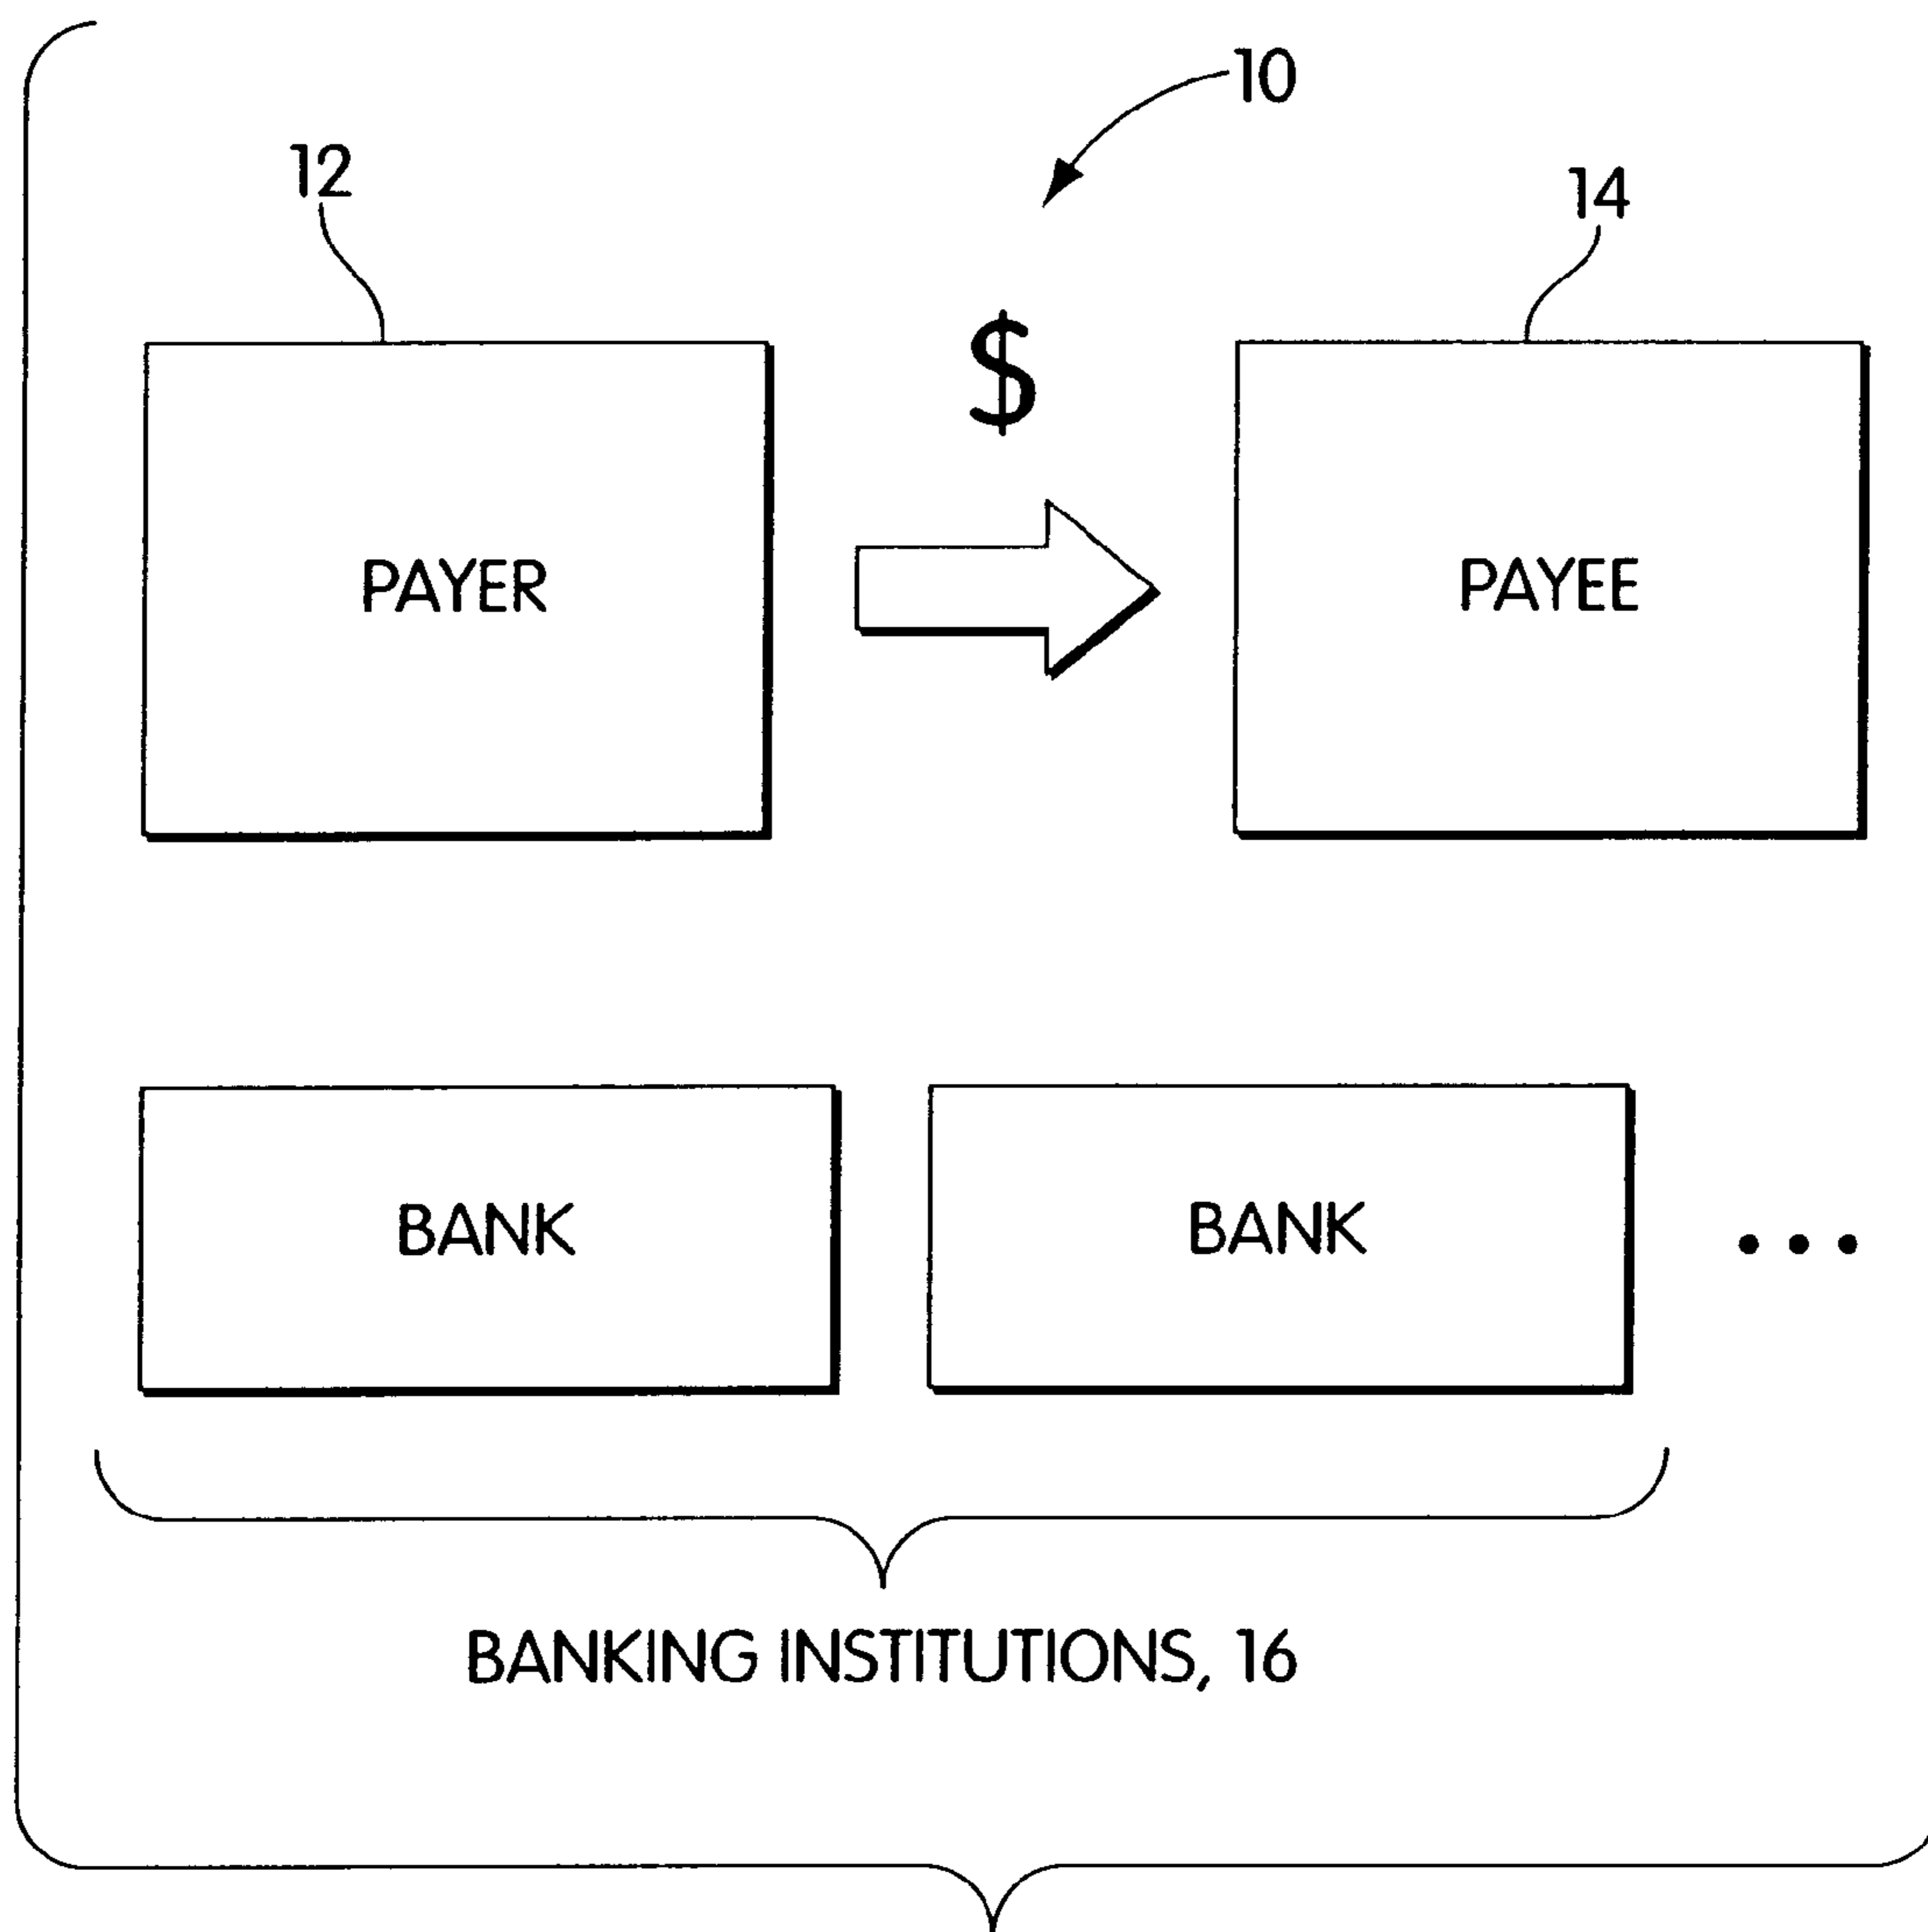 10
12
14
$
PAYER
PAYEE
BANK
BANK
• • •
BANKING INSTITUTIONS, 16